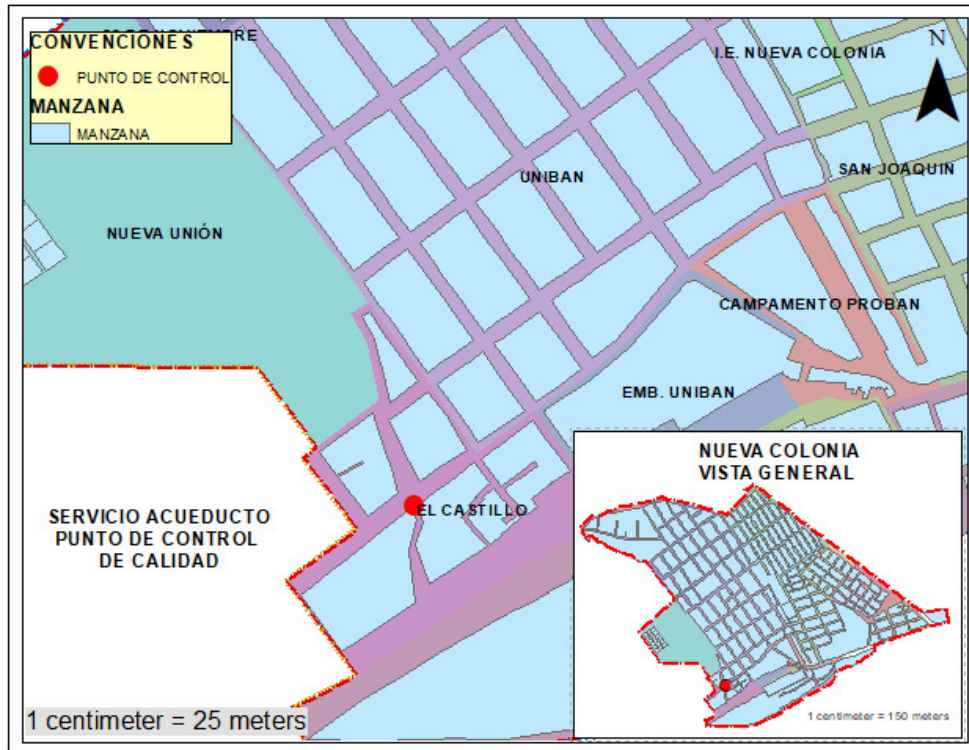 CONVENCIONES
PUNTO DE CONTROL
MANZANA
MANZANA
I.E. NUEVA COLONIA
N
UNIBAN
SAN JOAQUIN
NUEVA UNIÓN
CAMPAMENTO PROBAN
EMB. UNIBAN
EL CASTILLO
SERVICIO ACUEDUCTO
PUNTO DE CONTROL
DE CALIDAD
1 centimeter = 25 meters
NUEVA COLONIA
VISTA GENERAL
1 centimeter = 150 meters